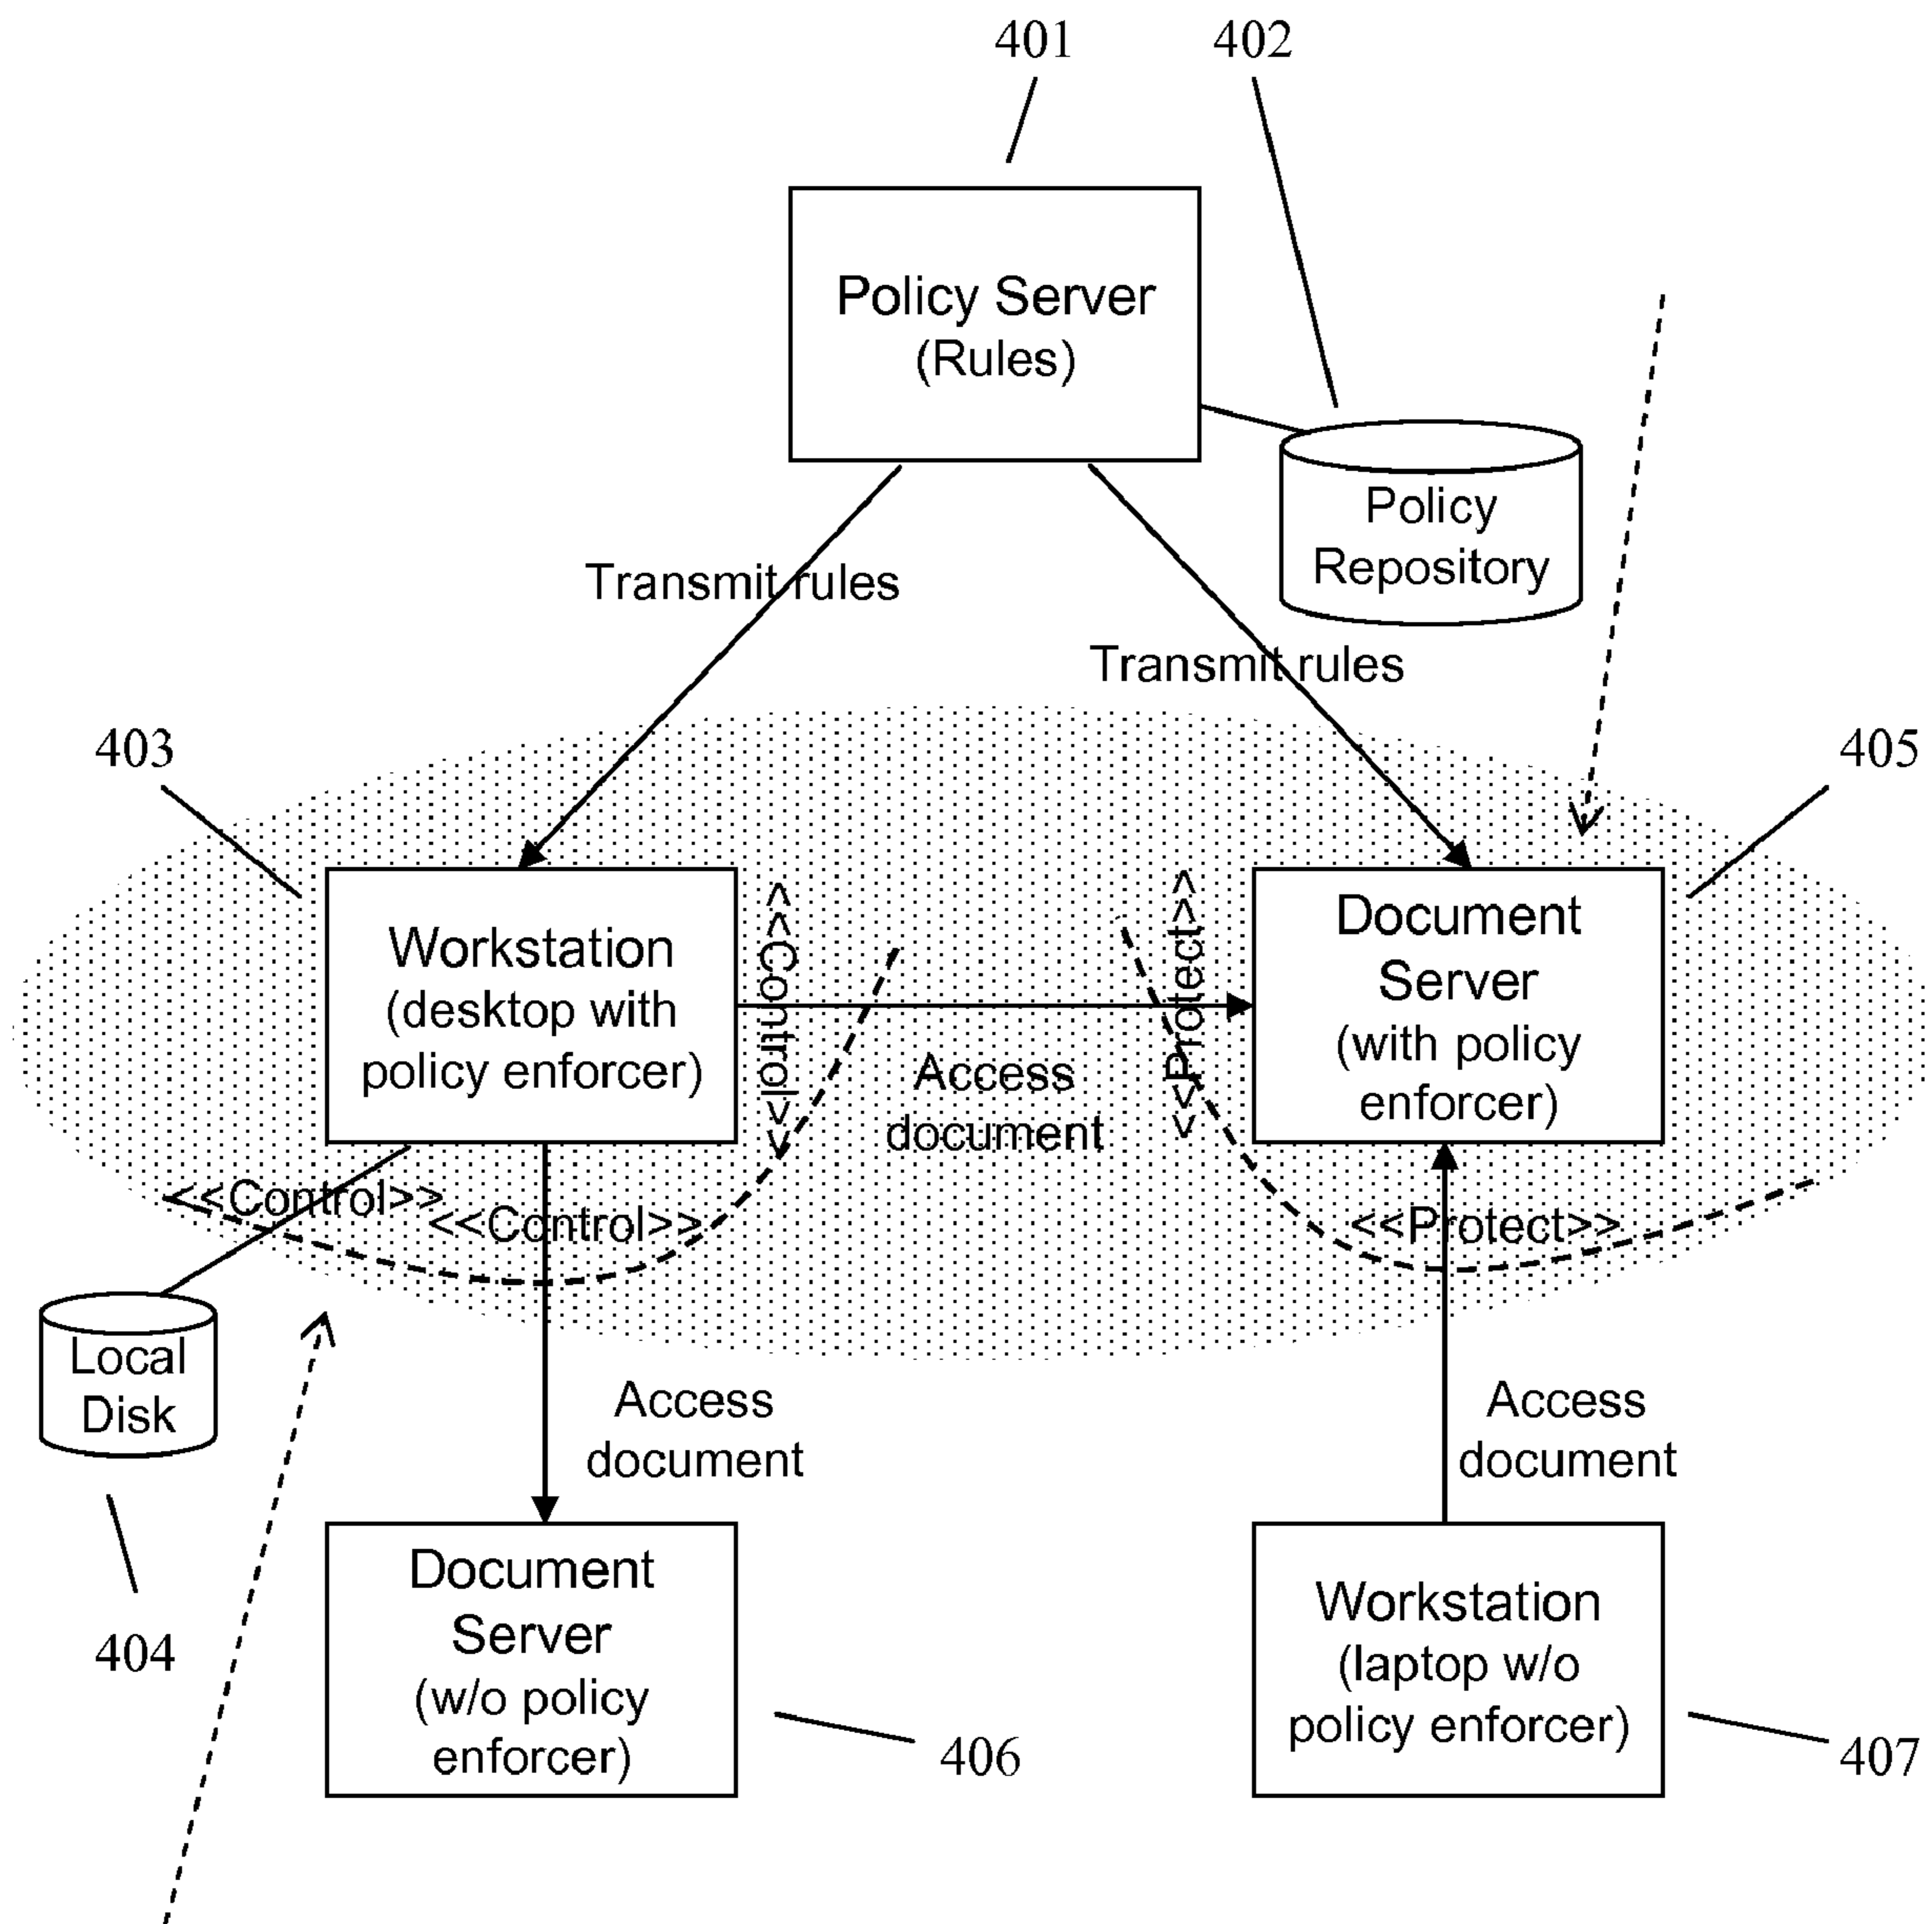 401
402
Policy Server
(Rules)
Policy
Repository
Transmit rules
Transmit rules
403
405
Workstation
(desktop with
policy enforcer)
<<Control>>
Access
document
<<Protect>>
Document
Server
(with policy
enforcer)
<<Control>>
<<Control>>
<<Protect>>
Local
Disk
Access
document
Access
document
404
Document
Server
(w/o policy
enforcer)
406
Workstation
(laptop w/o
policy enforcer)
407